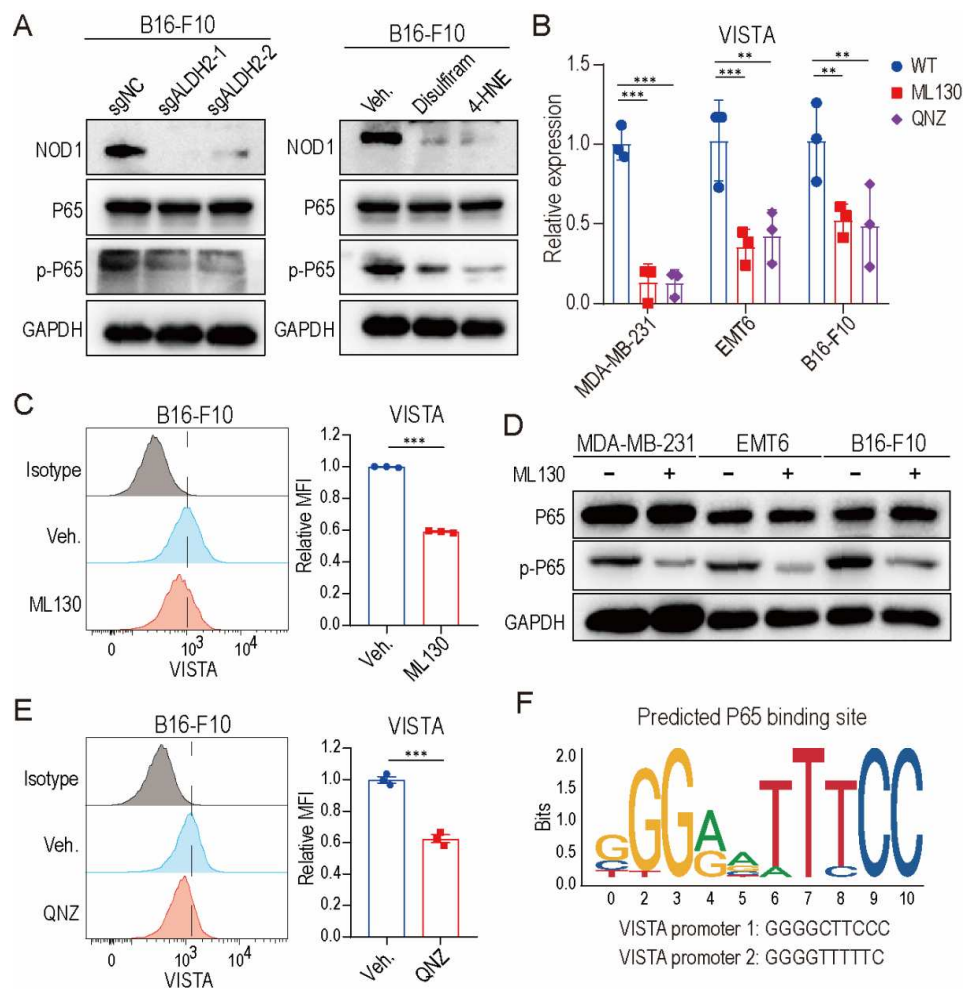 A
B16-F10
sgNC sgALDH2-1 sgALDH2-2
NOD1
P65
p-P65
GAPDH
B16-F10
Veh. Disulfiram 4-HNE
NOD1
P65
p-P65
GAPDH
B
VISTA
*** *** *** ** ** **
WT
ML130
QNZ
Relative expression
1.5
1.0
0.5
0.0
MDA-MB-231 EMT6 B16-F10
C
B16-F10
Isotype
Veh.
ML130
0 10³ 10⁴
VISTA
VISTA
***
Relative MFI
1.2
1.0
0.8
0.6
0.4
0.2
0.0
Veh. ML130
D
MDA-MB-231 EMT6 B16-F10
ML130 – + – + – +
P65
p-P65
GAPDH
E
B16-F10
Isotype
Veh.
QNZ
0 10³ 10⁴
VISTA
VISTA
***
Relative MFI
1.2
1.0
0.8
0.6
0.4
0.2
0.0
Veh. QNZ
F
Predicted P65 binding site
Bits
2.0
1.5
1.0
0.5
0.0
0 2 3 4 5 6 7 8 9 10
VISTA promoter 1: GGGGCTTCCC
VISTA promoter 2: GGGGTTTTTC